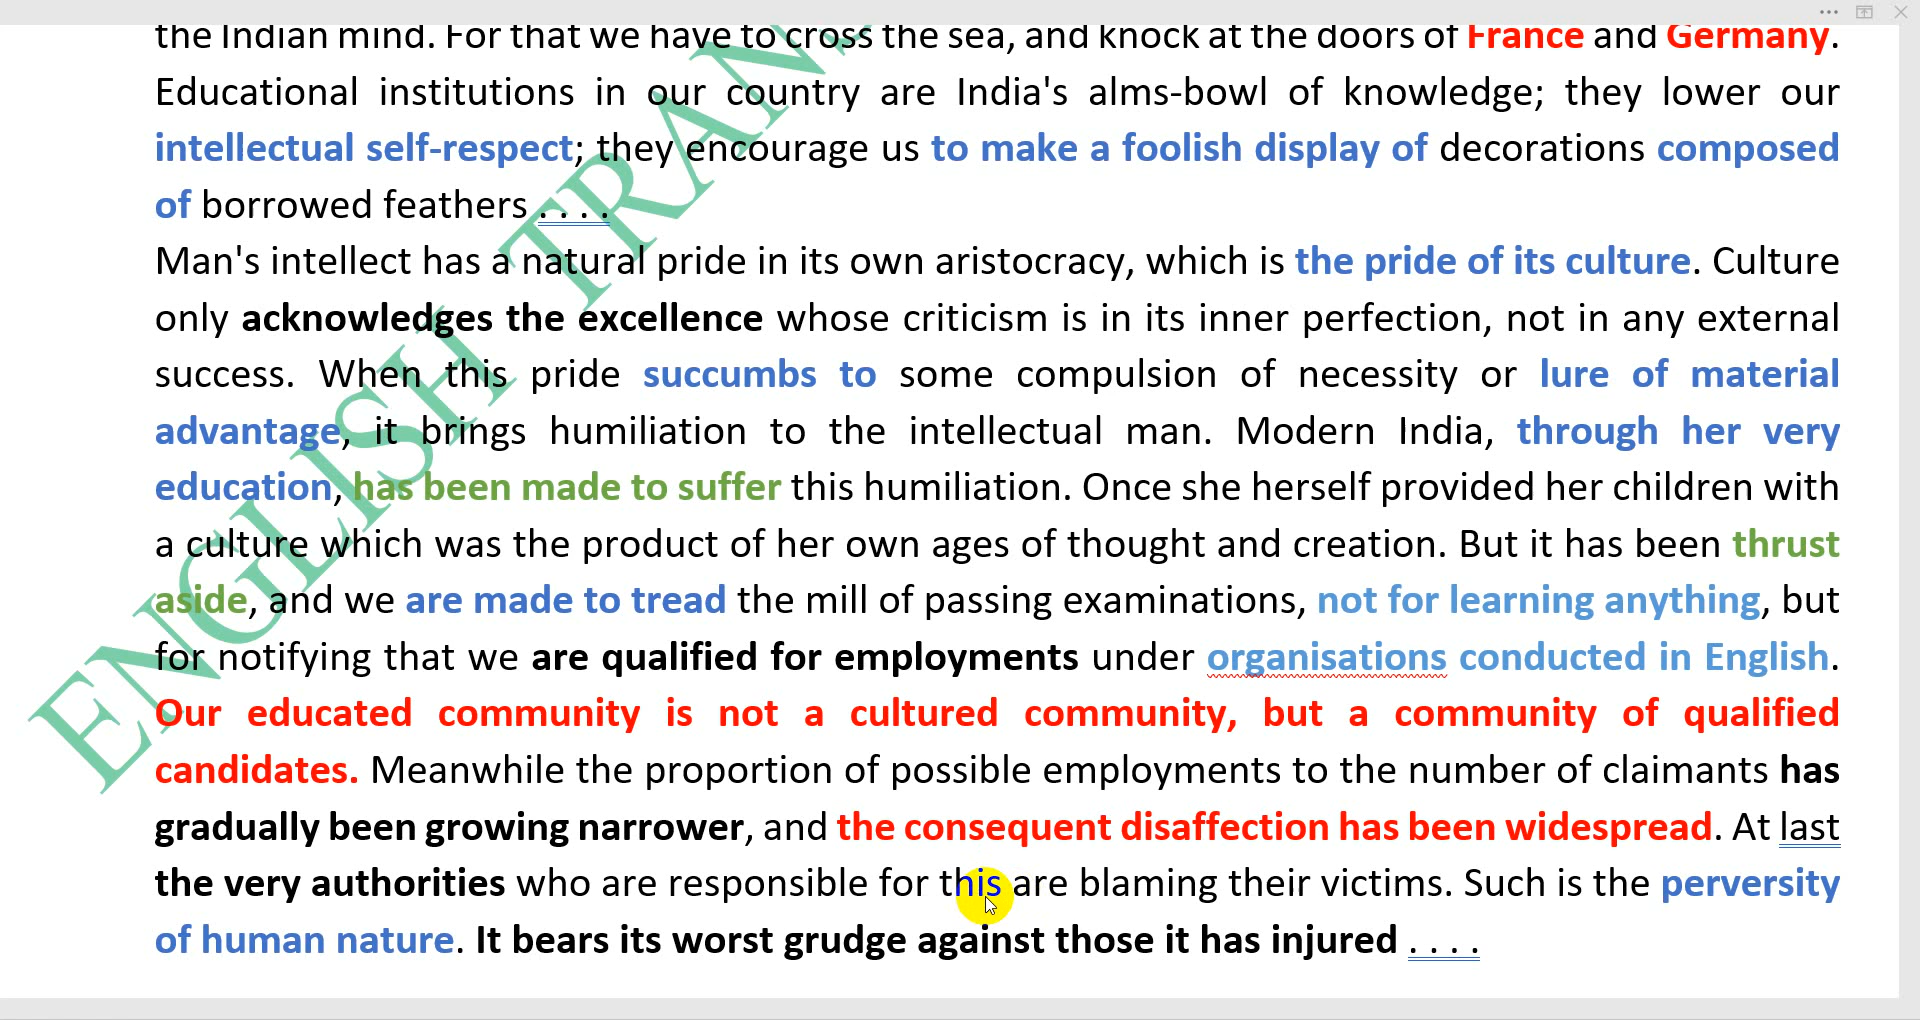 the Indian mind. For that we have to cross the sea, and knock at the doors of France and Germany.
Educational institutions in our country are India's alms-bowl of knowledge; they lower our
intellectual self-respect; they encourage us to make a foolish display of decorations composed
of borrowed feathers . . . .
Man's intellect has a natural pride in its own aristocracy, which is the pride of its culture. Culture
only acknowledges the excellence whose criticism is in its inner perfection, not in any external
success. When this pride succumbs to some compulsion of necessity or lure of material
advantage, it brings humiliation to the intellectual man. Modern India, through her very
education, has been made to suffer this humiliation. Once she herself provided her children with
a culture which was the product of her own ages of thought and creation. But it has been thrust
aside, and we are made to tread the mill of passing examinations, not for learning anything, but
for notifying that we are qualified for employments under organisations conducted in English.
Our educated community is not a cultured community, but a community of qualified
candidates. Meanwhile the proportion of possible employments to the number of claimants has
gradually been growing narrower, and the consequent disaffection has been widespread. At last
the very authorities who are responsible for this are blaming their victims. Such is the perversity
of human nature. It bears its worst grudge against those it has injured . . . .
ENGLISH TRAN